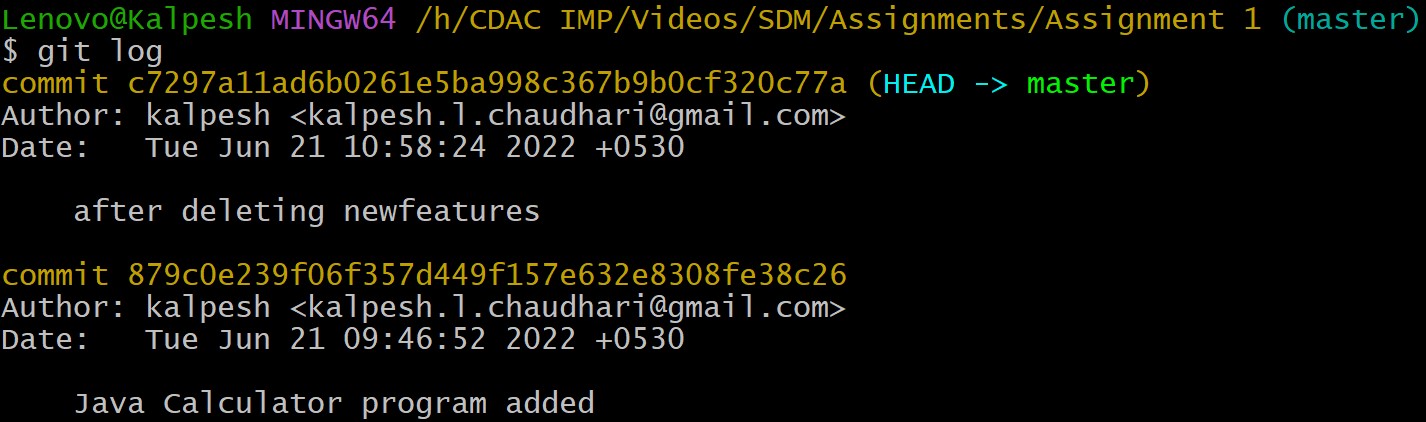 Lenovo@Kalpesh MINGW64 /h/CDAC IMP/Videos/SDM/Assignments/Assignment 1 (master)
$ git log
commit c7297a11ad6b0261e5ba998c367b9b0cf320c77a (HEAD -> master)
Author: kalpesh <kalpesh.l.chaudhari@gmail.com>
Date:   Tue Jun 21 10:58:24 2022 +0530
    after deleting newfeatures
commit 879c0e239f06f357d449f157e632e8308fe38c26
Author: kalpesh <kalpesh.l.chaudhari@gmail.com>
Date:   Tue Jun 21 09:46:52 2022 +0530
    Java Calculator program added